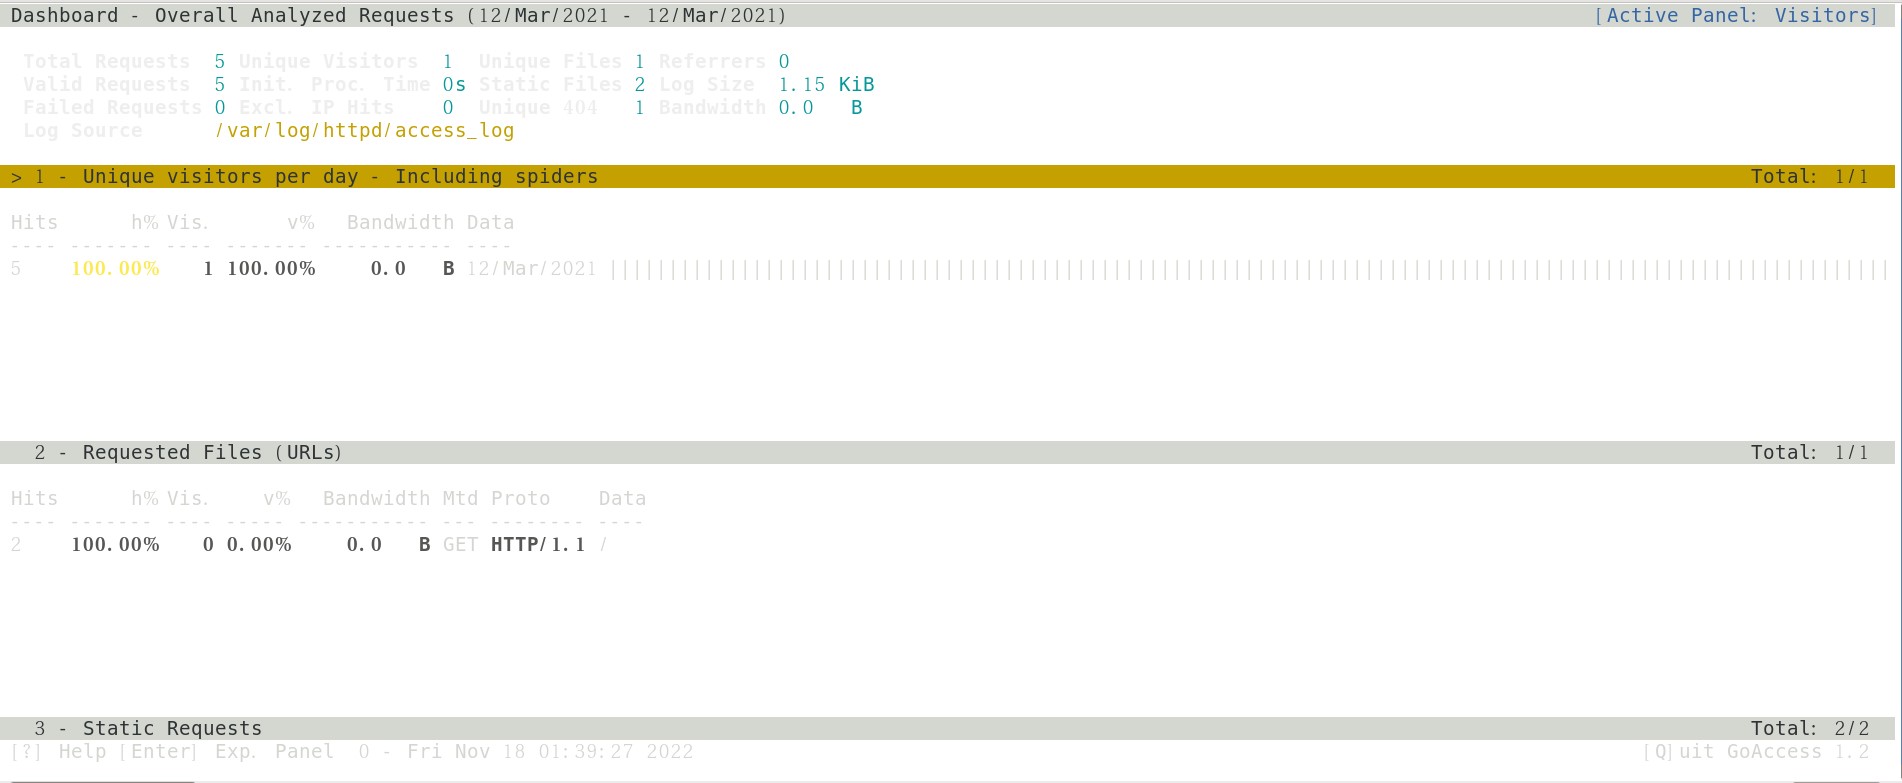 Dashboard - Overall Analyzed Requests (12/Mar/2021 - 12/Mar/2021) [Active Panel: Visitors]
Total Requests 5 Unique Visitors 1 Unique Files 1 Referrers 0
Valid Requests 5 Init. Proc. Time 0s Static Files 2 Log Size 1.15 KiB
Failed Requests 0 Excl. IP Hits 0 Unique 404 1 Bandwidth 0.0 B
Log Source /var/log/httpd/access_log
> 1 - Unique visitors per day - Including spiders Total: 1/1
Hits h% Vis. v% Bandwidth Data
---- ------- ---- ------- ----------- ----
5 100.00% 1 100.00% 0.0 B 12/Mar/2021 |||||||||||||||||||||||||||||||||||||||||||||||||||||||||||||||||||||||||||||||||||||||||||||||||||||||||||
2 - Requested Files (URLs) Total: 1/1
Hits h% Vis. v% Bandwidth Mtd Proto Data
---- ------- ---- ----- ----------- --- -------- ----
2 100.00% 0 0.00% 0.0 B GET HTTP/1.1 /
3 - Static Requests Total: 2/2
[?] Help [Enter] Exp. Panel 0 - Fri Nov 18 01:39:27 2022 [Q]uit GoAccess 1.2